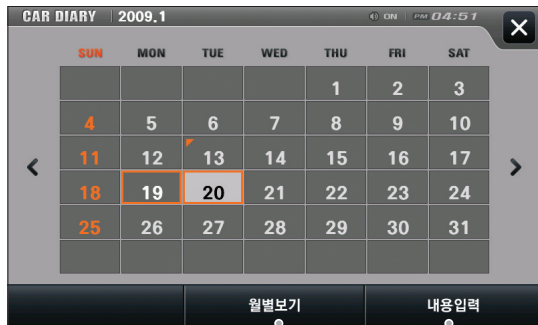 CAR DIARY 2009.1 ON PM 04:51
SUN MON TUE WED THU FRI SAT
1 2 3
4 5 6 7 8 9 10
11 12 13 14 15 16 17
18 19 20 21 22 23 24
25 26 27 28 29 30 31
월별보기 내용입력